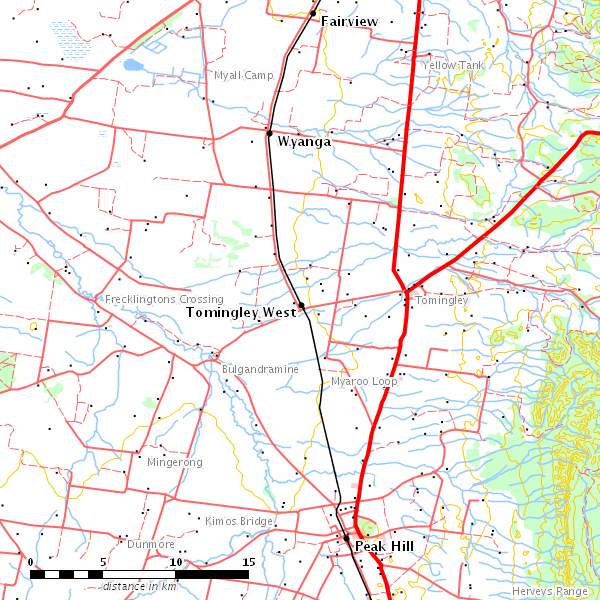 Fairview
Yellow Tank
Myall Camp
Wyanga
Frecklingtons Crossing
Tomingley
Tomingley West
Bulgandramine
Myaroo Loop
Mingerong
Kimos Bridge
Dunmore
Peak Hill
0 5 10 15
distance in km
Herveys Range